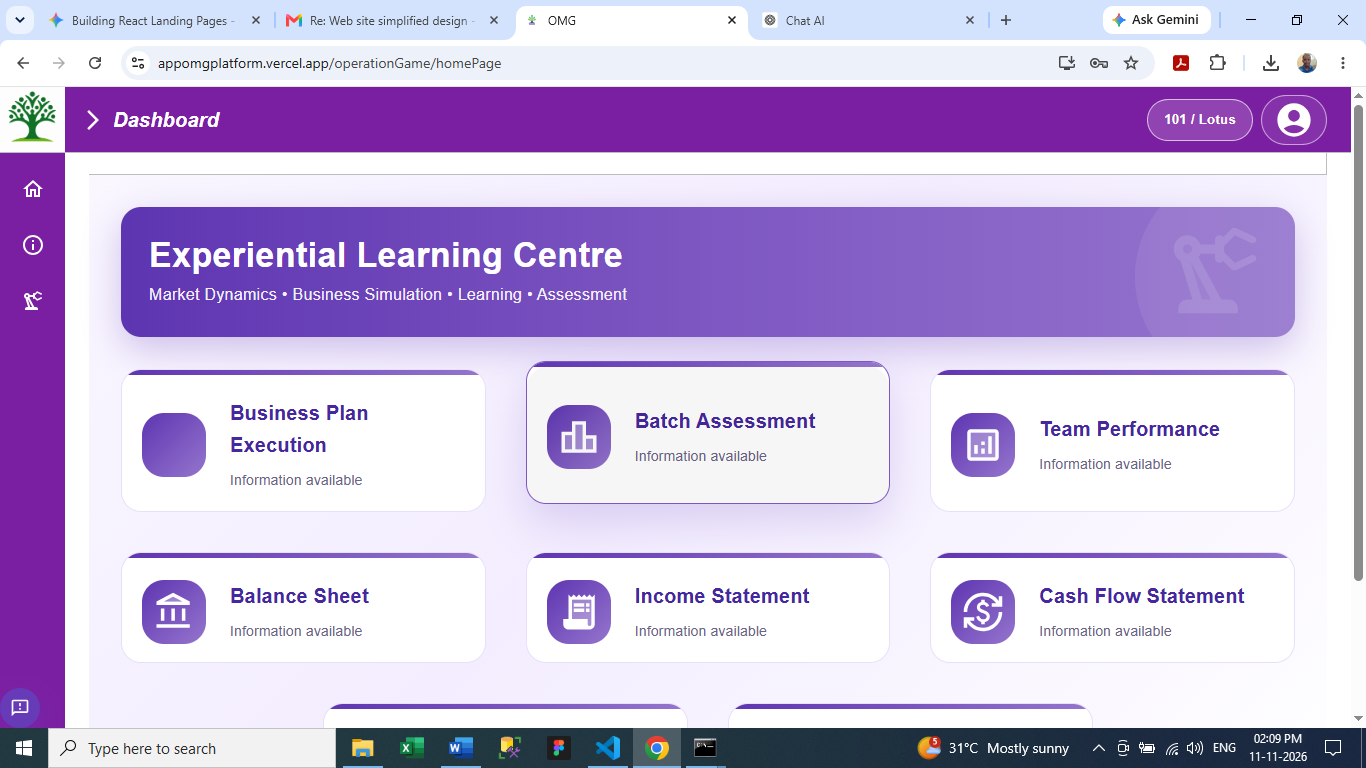 Building React Landing Pages -
Re: Web site simplified design -
OMG
Chat AI
Ask Gemini
appomgplatform.vercel.app/operationGame/homePage
Dashboard
101 / Lotus
Experiential Learning Centre
Market Dynamics • Business Simulation • Learning • Assessment
Business Plan
Execution
Information available
Batch Assessment
Information available
Team Performance
Information available
Balance Sheet
Information available
Income Statement
Information available
Cash Flow Statement
Information available
Type here to search
5
31°C Mostly sunny
ENG
02:09 PM
11-11-2026